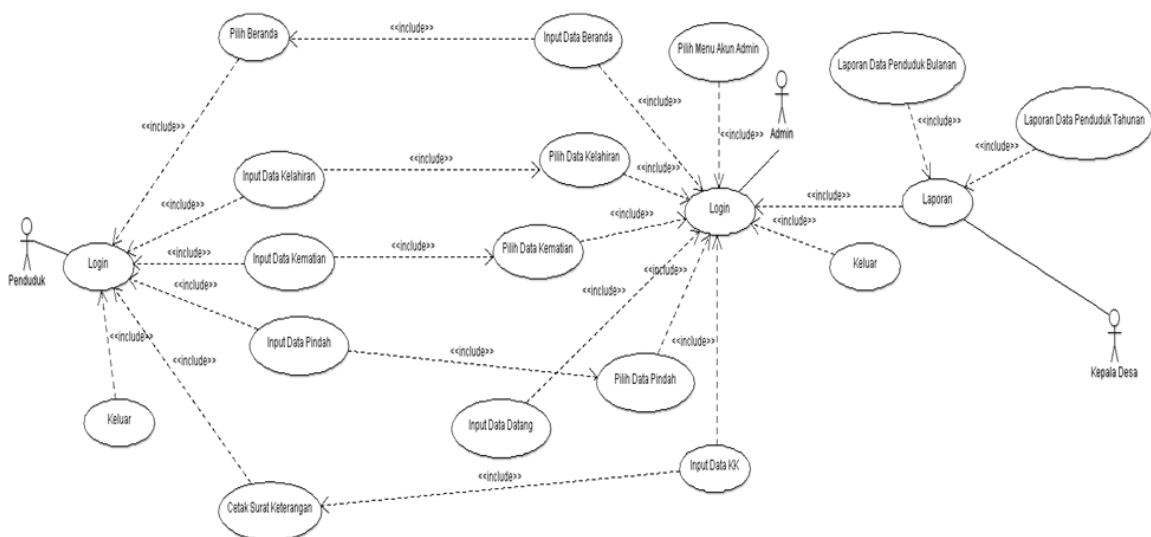 Pilih Beranda
<<include>>
Input Data Beranda
Pilih Menu Akun Admin
Laporan Data Penduduk Bulanan
Laporan Data Penduduk Tahunan
<<include>>
<<include>>
<<include>>
Admin
<<include>>
<<include>>
Input Data Kelahiran
<<include>>
Pilih Data Kelahiran
<<include>>
<<include>>
Login
<<include>>
Laporan
Penduduk
Login
<<include>>
Input Data Kematian
<<include>>
Pilih Data Kematian
<<include>>
<<include>>
Keluar
<<include>>
Input Data Pindah
<<include>>
<<include>>
<<include>>
<<include>>
<<include>>
<<include>>
Pilih Data Pindah
Kepala Desa
Keluar
Input Data Datang
Input Data KK
<<include>>
Cetak Surat Keterangan